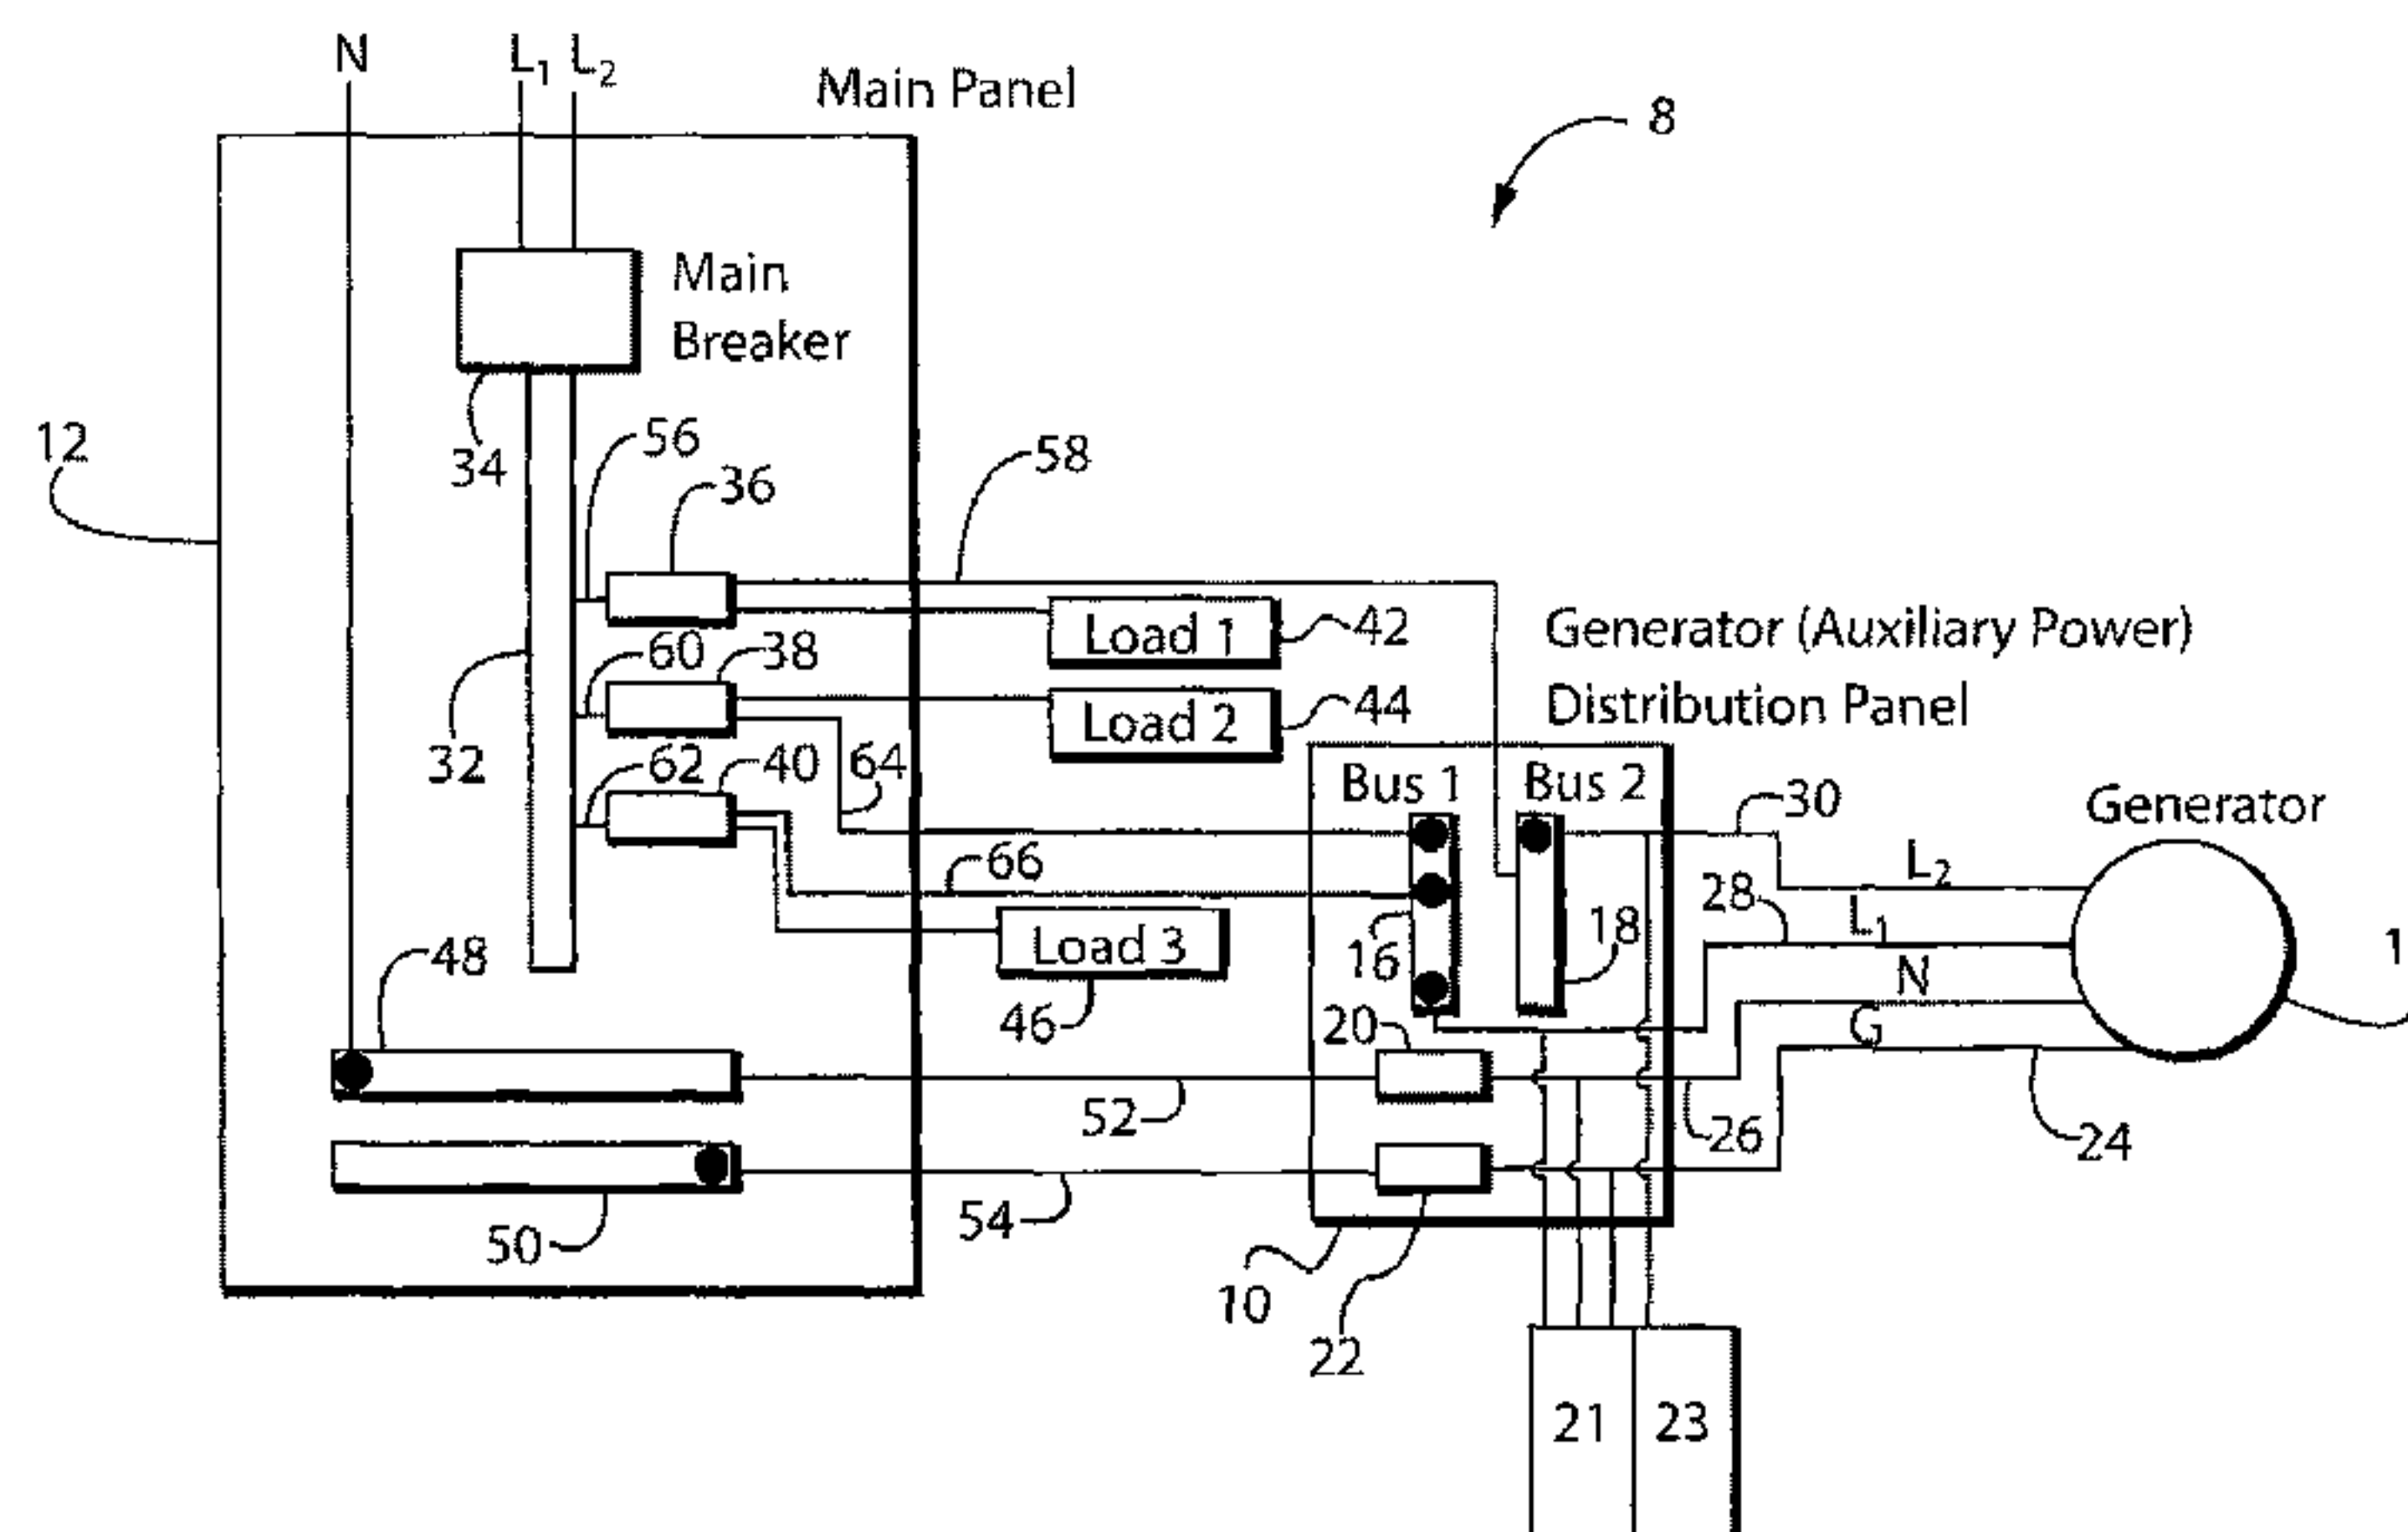 N
L1 L2
Main Panel
8
Main
Breaker
12
34
56
36
58
60
38
Load 1
42
Generator (Auxiliary Power)
Distribution Panel
Load 2
44
32
62
40
64
Bus 1
Bus 2
30
Generator
66
L2
28
L1
48
Load 3
16
18
N
1
46
20
G
52
26
24
54
50
10
22
21
23